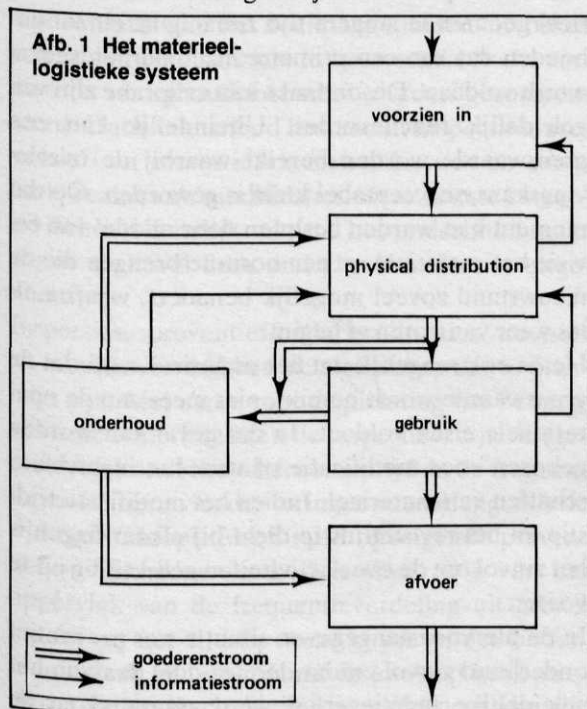 Afb. 1 Het materieel-
logistieke systeem
voorzien in
physical distribution
onderhoud
gebruik
afvoer
goederenstroom
informatiestroom